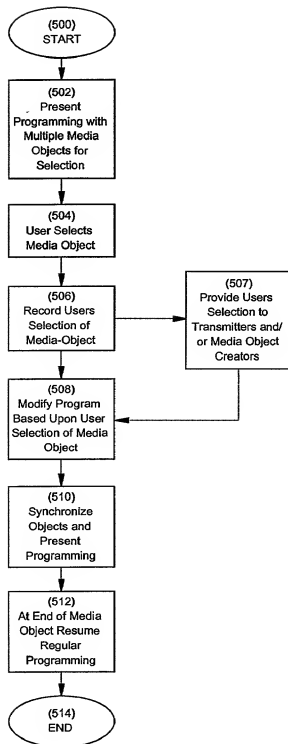 (500)
START
(502)
Present
Programming with
Multiple Media
Objects for
Selection
(504)
User Selects
Media Object
(506)
Record Users
Selection of
Media-Object
(507)
Provide Users
Selection to
Transmitters and/
or Media Object
Creators
(508)
Modify Program
Based Upon User
Selection of Media
Object
(510)
Synchronize
Objects and
Present
Programming
(512)
At End of Media
Object Resume
Regular
Programming
(514)
END